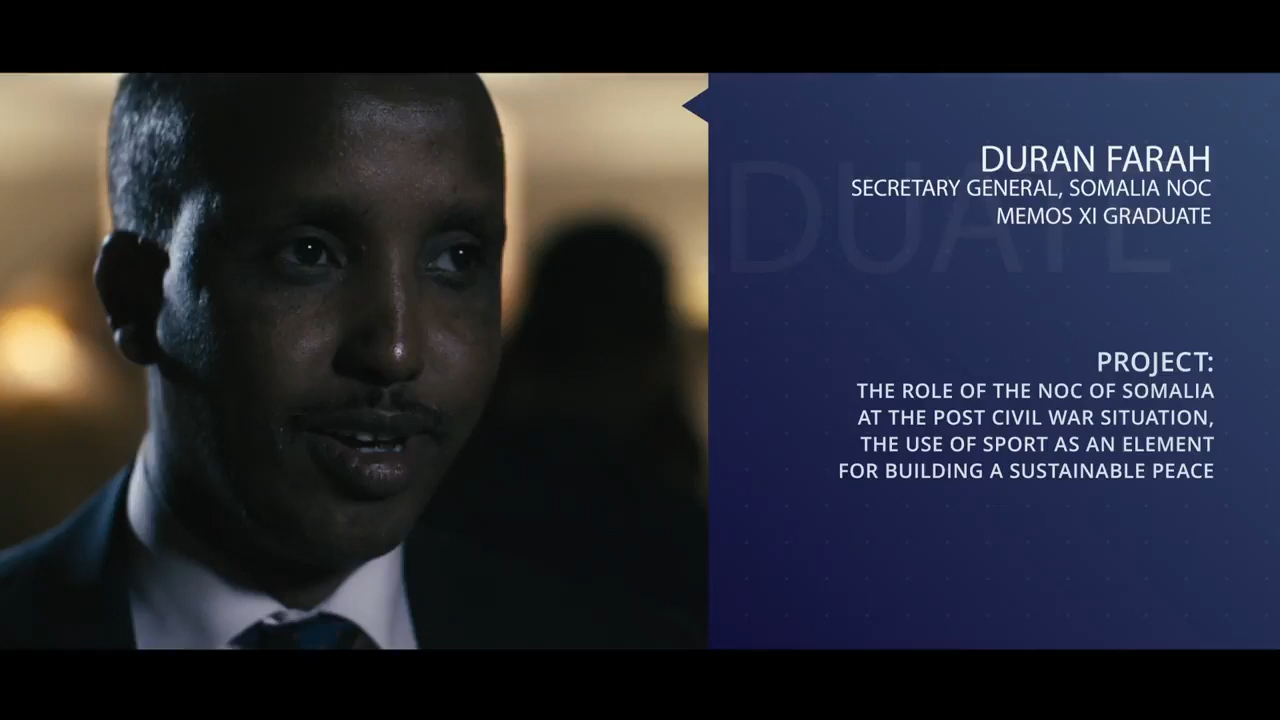 DURAN FARAH
SECRETARY GENERAL, SOMALIA NOC
MEMOS XI GRADUATE
DUATE
PROJECT:
THE ROLE OF THE NOC OF SOMALIA
AT THE POST CIVIL WAR SITUATION,
THE USE OF SPORT AS AN ELEMENT
FOR BUILDING A SUSTAINABLE PEACE